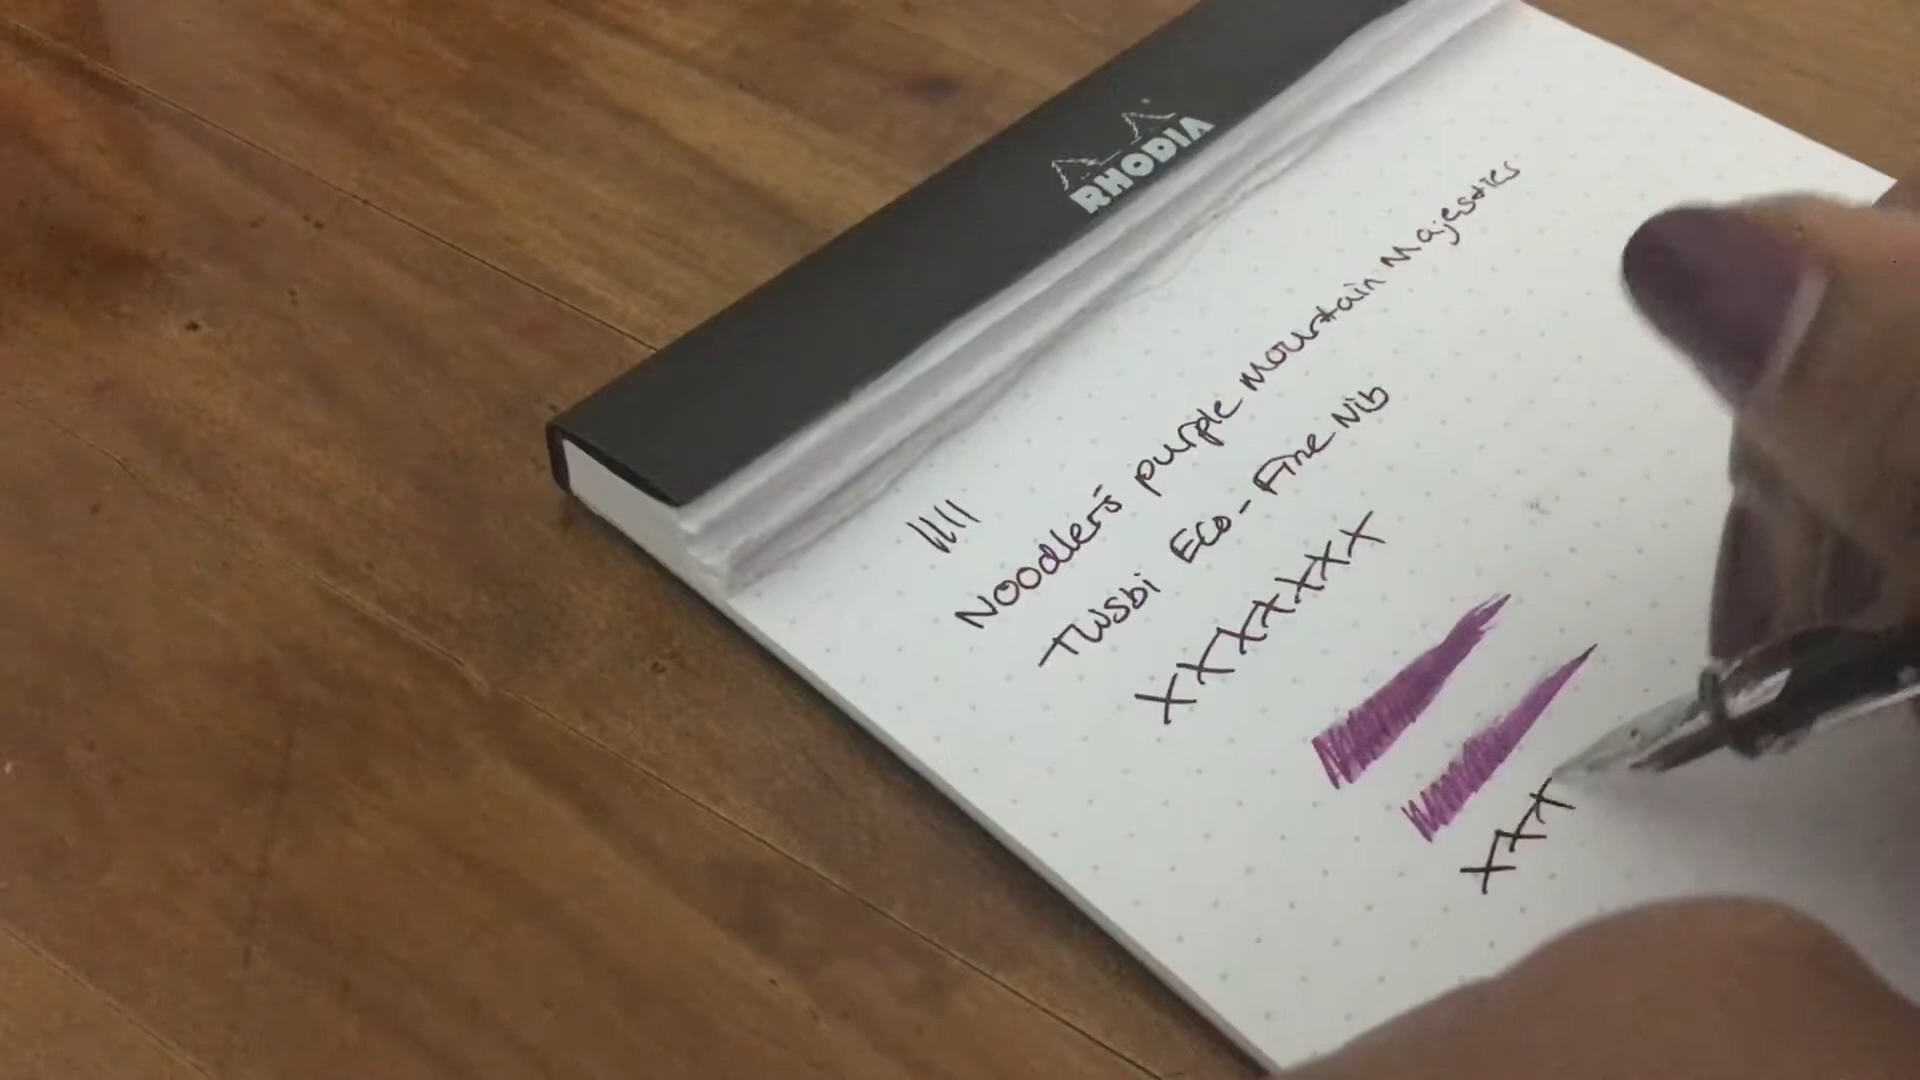 RHODIA
Noodler's purple Mountain Majesties
TWSbi Eco - Fine Nib
XXXXXXX
XXX